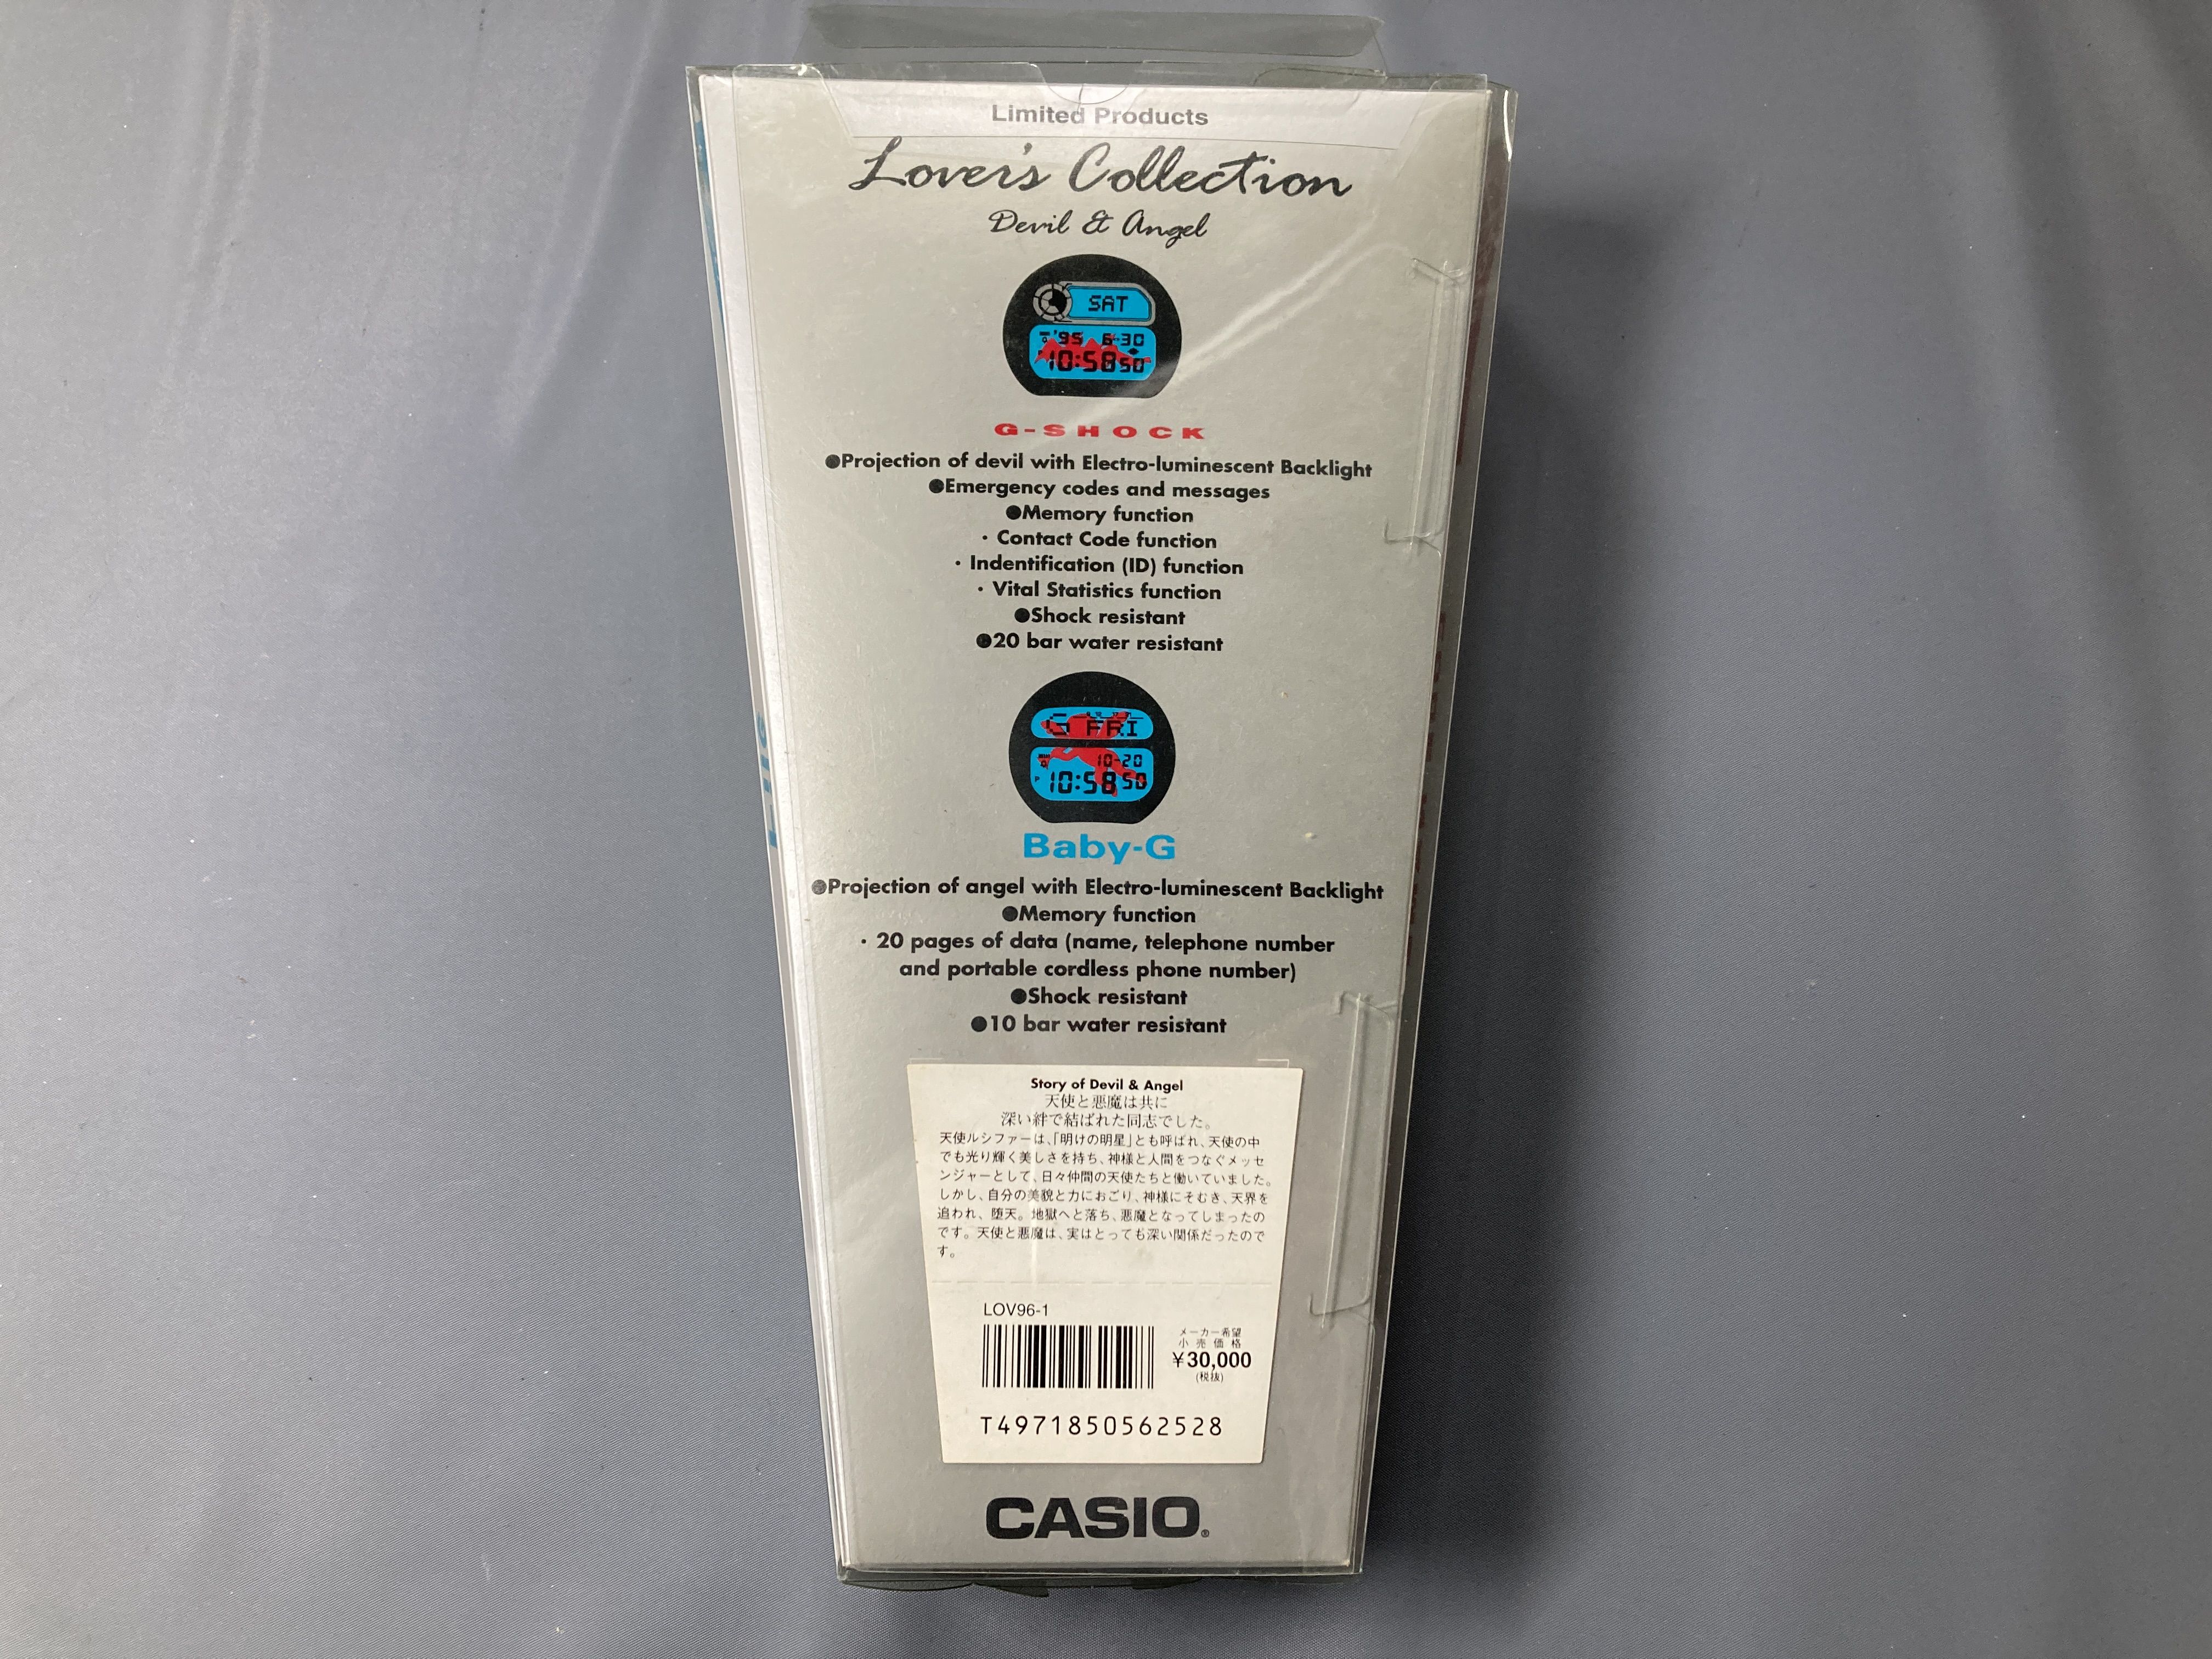 Limited Products
Lover's Collection
Devil & Angel
SAT
'95 6-30
10:58 50
G-SHOCK
●Projection of devil with Electro-luminescent Backlight
●Emergency codes and messages
●Memory function
・Contact Code function
・Indentification (ID) function
・Vital Statistics function
●Shock resistant
●20 bar water resistant
G FRI
10-20
P 10:58 50
Baby-G
●Projection of angel with Electro-luminescent Backlight
●Memory function
・20 pages of data (name, telephone number
and portable cordless phone number)
●Shock resistant
●10 bar water resistant
Story of Devil & Angel
天使と悪魔は共に
深い絆で結ばれた同志でした。
天使ルシファーは、「明けの明星」とも呼ばれ、天使の中
でも光り輝く美しさを持ち、神様と人間をつなぐメッセ
ンジャーとして、日々仲間の天使たちと働いていました。
しかし、自分の美貌と力におごり、神様にそむき、天界を
追われ、堕天。地獄へと落ち、悪魔となってしまったの
です。天使と悪魔は、実はとっても深い関係だったので
す。
LOV96-1
メーカー希望
小売価格
¥30,000
(税抜)
T4971850562528
CASIO®